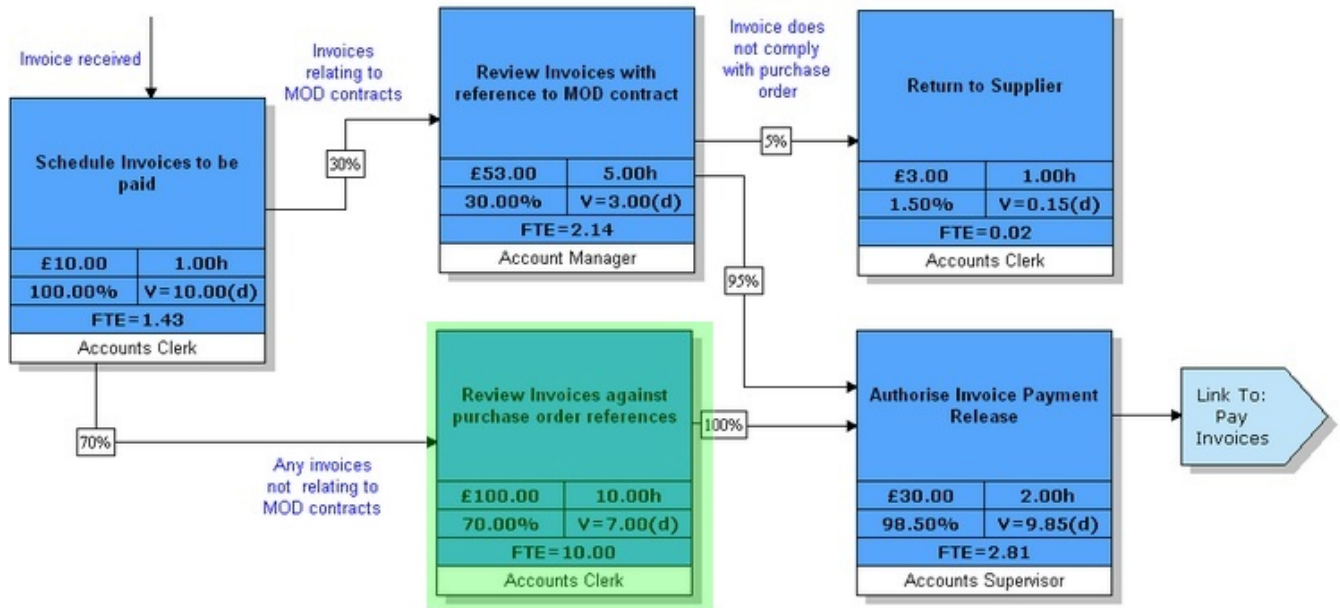 Invoice received
Schedule Invoices to be
paid
£10.00 1.00h
100.00% V=10.00(d)
FTE=1.43
Accounts Clerk
Invoices
relating to
MOD contracts
30%
Review Invoices with
reference to MOD contract
£53.00 5.00h
30.00% V=3.00(d)
FTE=2.14
Account Manager
Invoice does
not comply
with purchase
order
5%
Return to Supplier
£3.00 1.00h
1.50% V=0.15(d)
FTE=0.02
Accounts Clerk
95%
70%
Any invoices
not relating to
MOD contracts
Review Invoices against
purchase order references
£100.00 10.00h
70.00% V=7.00(d)
FTE=10.00
Accounts Clerk
100%
Authorise Invoice Payment
Release
£30.00 2.00h
98.50% V=9.85(d)
FTE=2.81
Accounts Supervisor
Link To:
Pay
Invoices